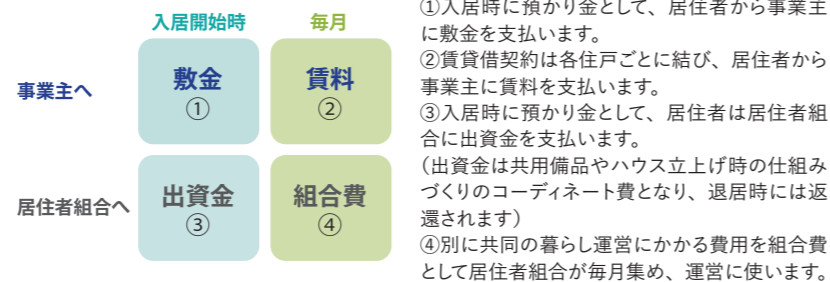 入居開始時 毎月
事業主へ
敷金
①
賃料
②
居住者組合へ
出資金
③
組合費
④
①入居時に預かり金として、居住者から事業主
に敷金を支払います。
②賃貸借契約は各住戸ごとに結び、居住者から
事業主に賃料を支払います。
③入居時に預かり金として、居住者は居住者組
合に出資金を支払います。
(出資金は共用備品やハウス立上げ時の仕組み
づくりのコーディネート費となり、退居時には返
還されます)
④別に共同の暮らし運営にかかる費用を組合費
として居住者組合が毎月集め、運営に使います。